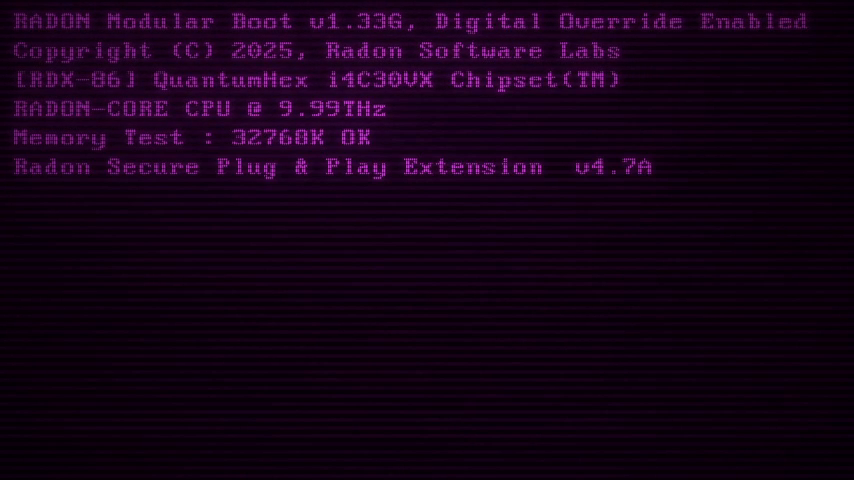 RADON Modular Boot v1.33G, Digital Override Enabled
Copyright (C) 2025, Radon Software Labs
[RDX-86] QuantumHex i4C30VX Chipset(TM)
RADON-CORE CPU @ 9.99THz
Memory Test : 32768K OK
Radon Secure Plug & Play Extension  v4.7A